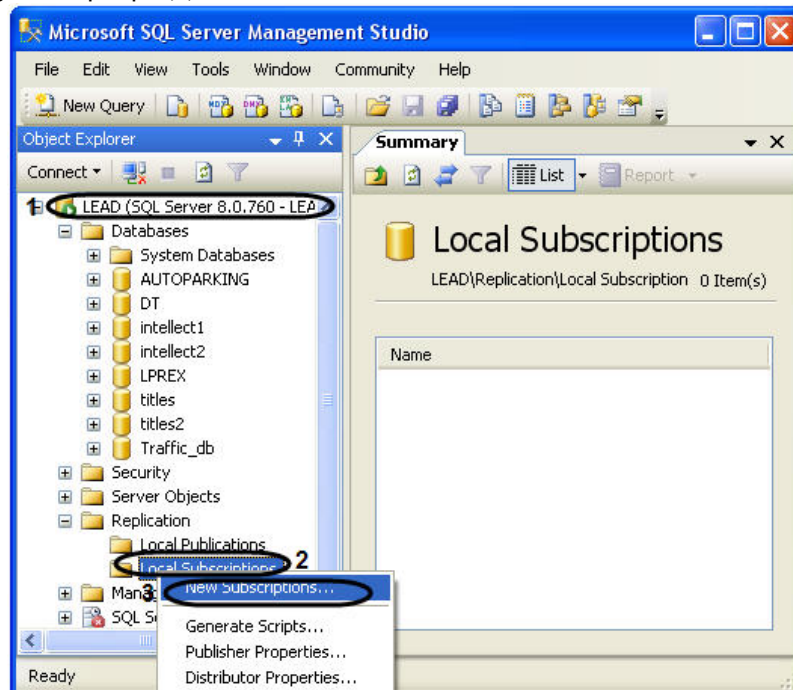 Microsoft SQL Server Management Studio
File Edit View Tools Window Community Help
New Query
Object Explorer
Summary
Connect
List
Report
1
LEAD (SQL Server 8.0.760 - LEA
Databases
System Databases
AUTOPARKING
DT
intellect1
intellect2
LPREX
titles
titles2
Traffic_db
Security
Server Objects
Replication
Local Publications
Local Subscriptions
2
3
New Subscriptions...
Generate Scripts...
Publisher Properties...
Distributor Properties...
Local Subscriptions
LEAD\Replication\Local Subscription 0 Item(s)
Name
Ready